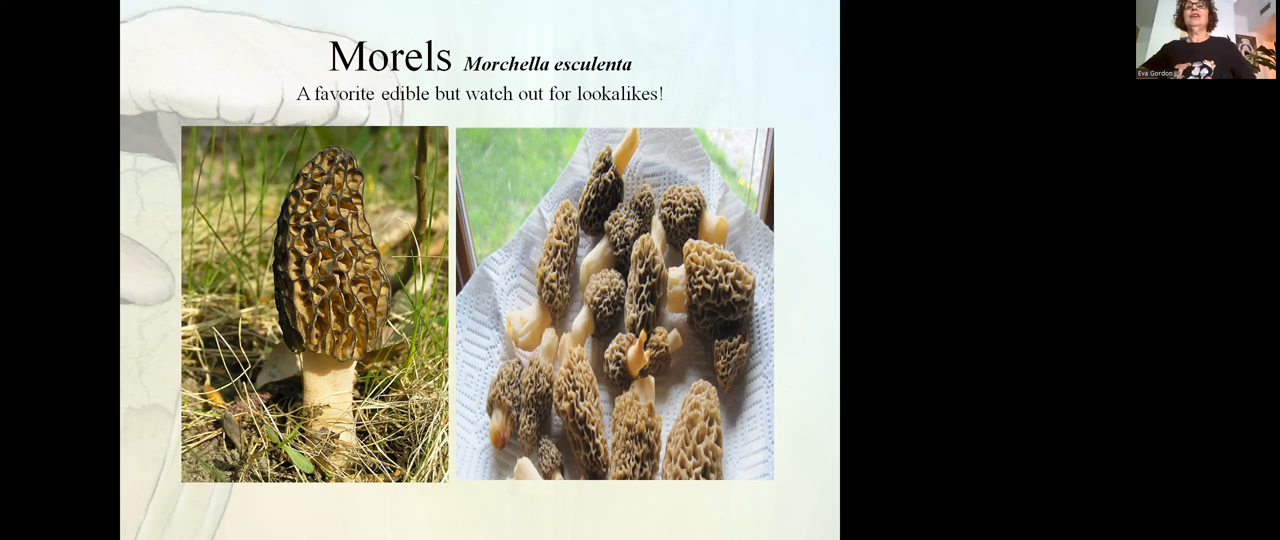 Morels Morchella esculenta
A favorite edible but watch out for lookalikes!
Eva Gordon